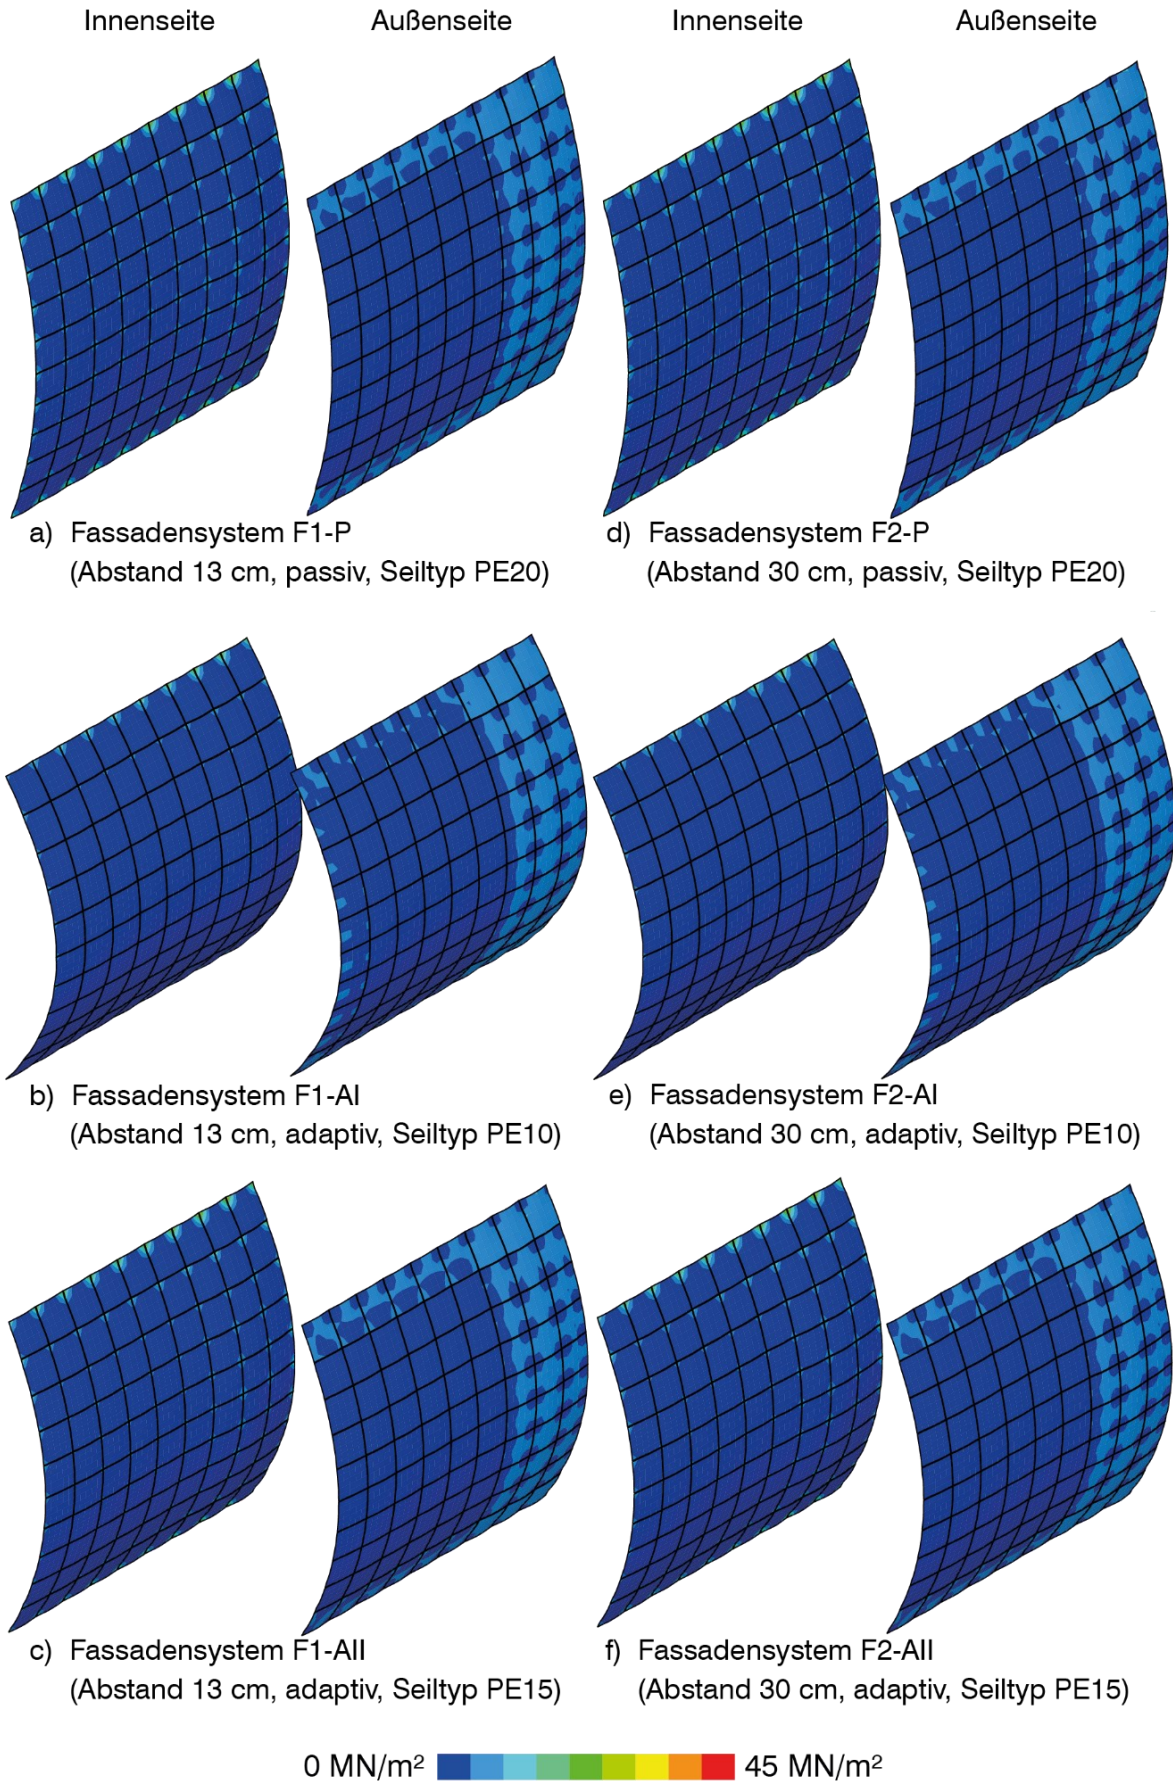 Innenseite Außenseite Innenseite Außenseite
a) Fassadensystem F1-P
(Abstand 13 cm, passiv, Seiltyp PE20)
d) Fassadensystem F2-P
(Abstand 30 cm, passiv, Seiltyp PE20)
b) Fassadensystem F1-AI
(Abstand 13 cm, adaptiv, Seiltyp PE10)
e) Fassadensystem F2-AI
(Abstand 30 cm, adaptiv, Seiltyp PE10)
c) Fassadensystem F1-AII
(Abstand 13 cm, adaptiv, Seiltyp PE15)
f) Fassadensystem F2-AII
(Abstand 30 cm, adaptiv, Seiltyp PE15)
0 MN/m² 45 MN/m²